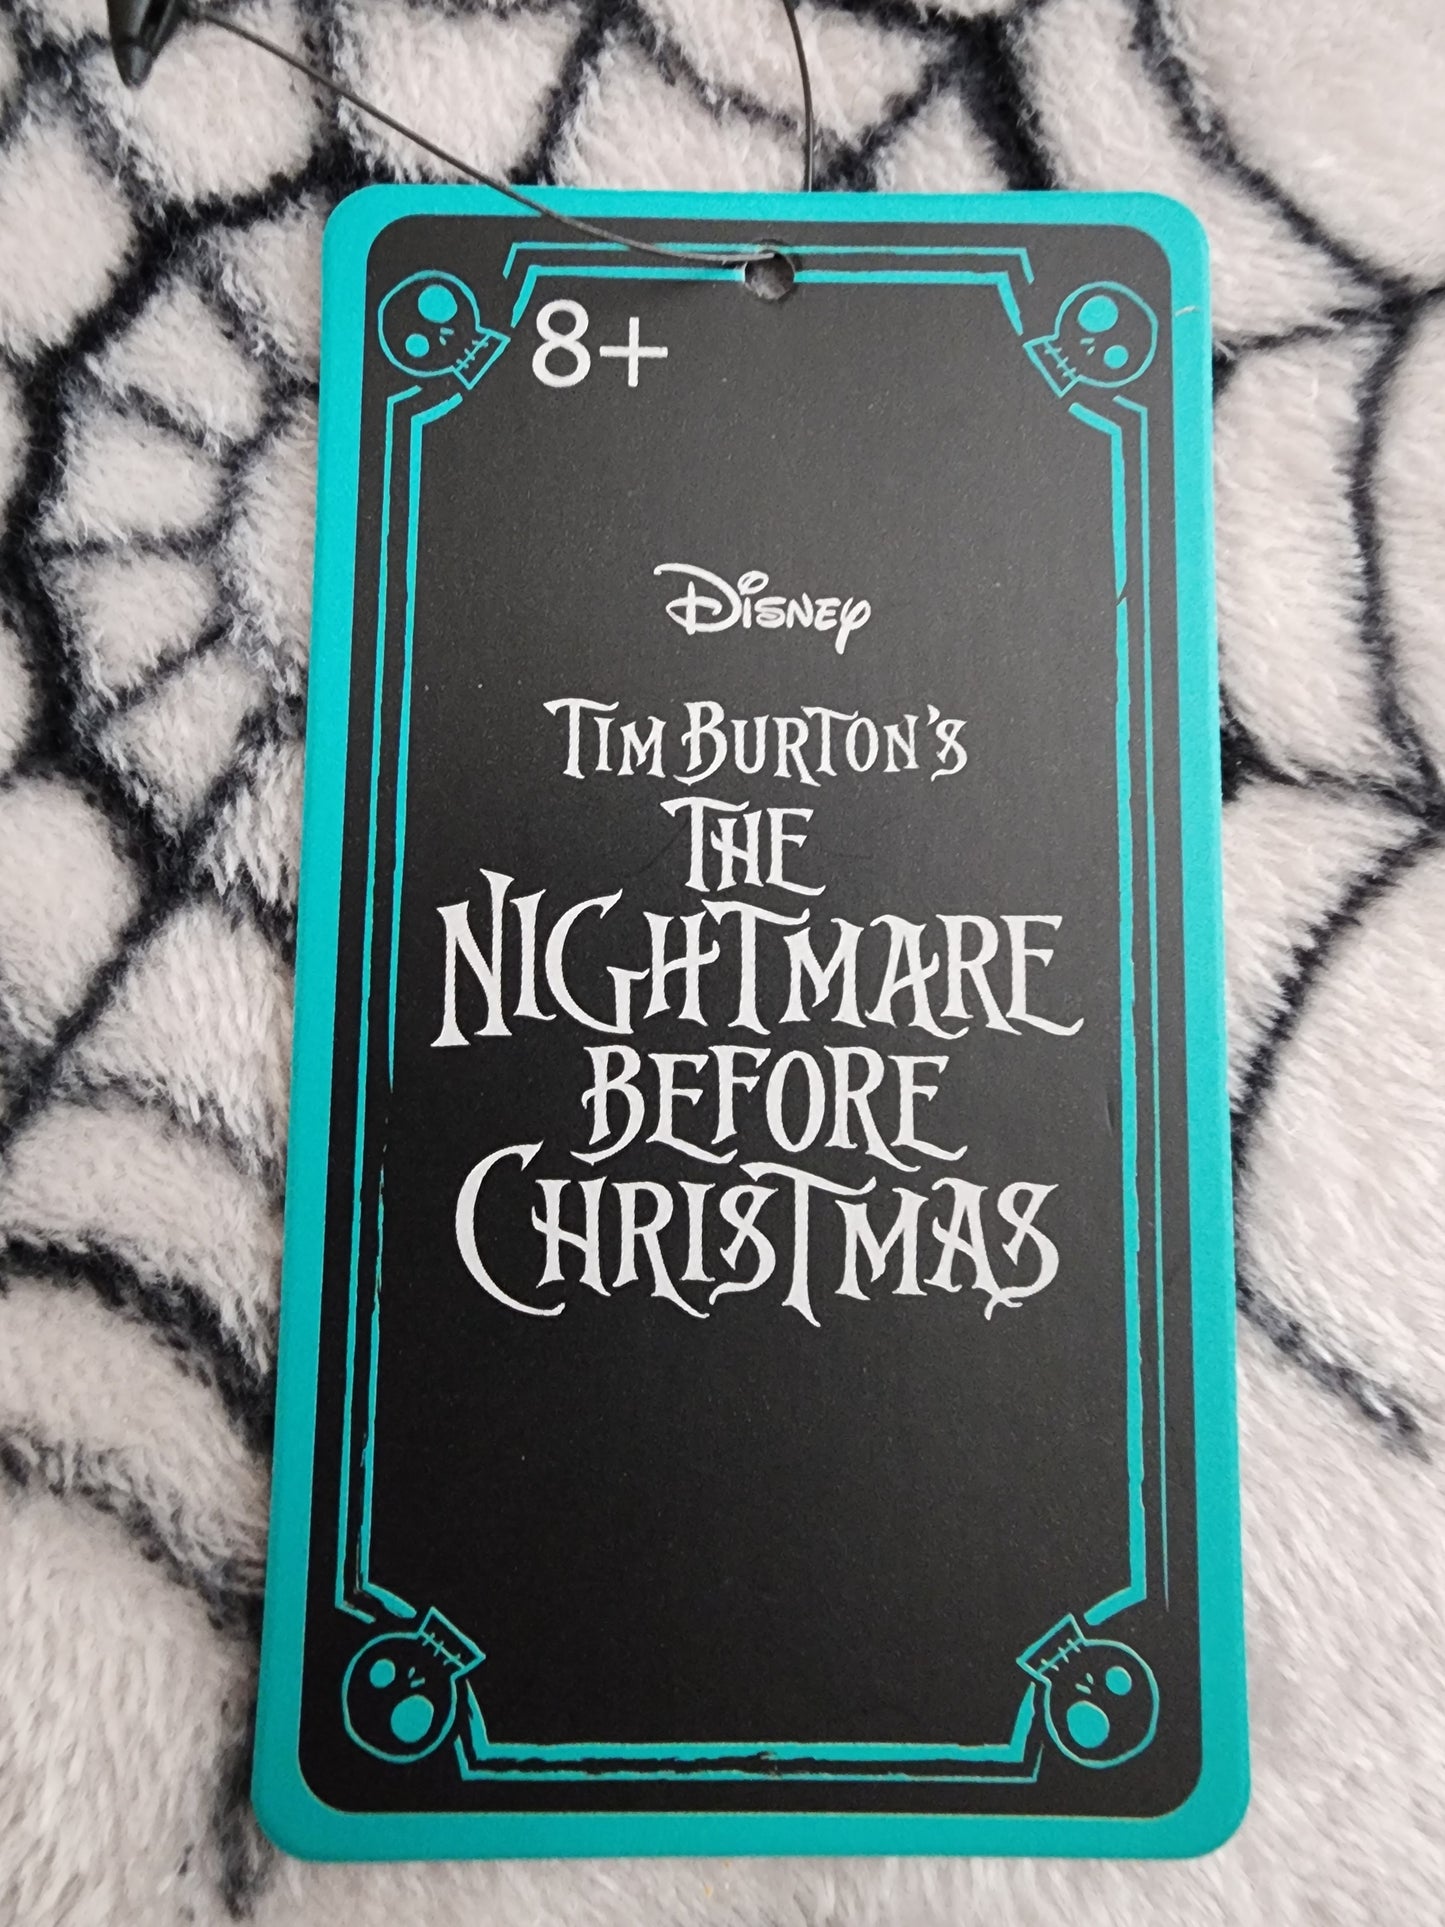 8+
Disney
Tim Burton's
The
Nightmare
Before
Christmas